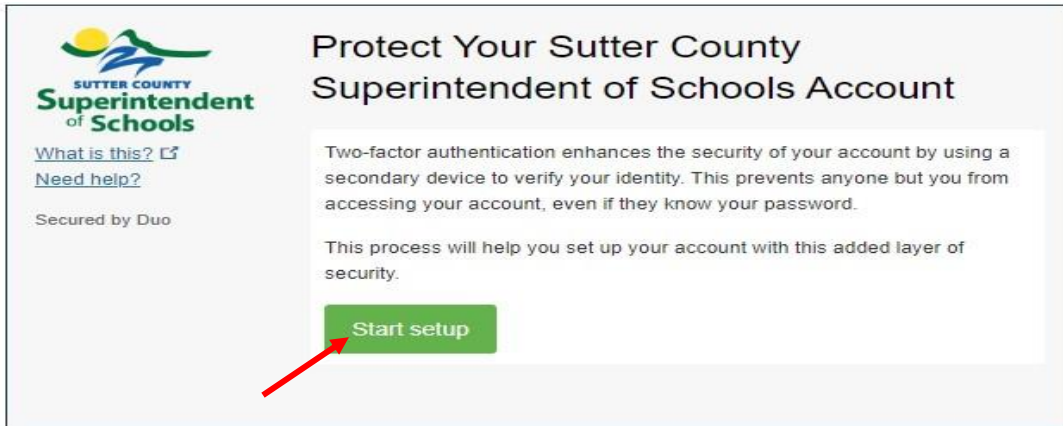 SUTTER COUNTY
Superintendent
of Schools
What is this?
Need help?
Secured by Duo
Protect Your Sutter County
Superintendent of Schools Account
Two-factor authentication enhances the security of your account by using a
secondary device to verify your identity. This prevents anyone but you from
accessing your account, even if they know your password.
This process will help you set up your account with this added layer of
security.
Start setup